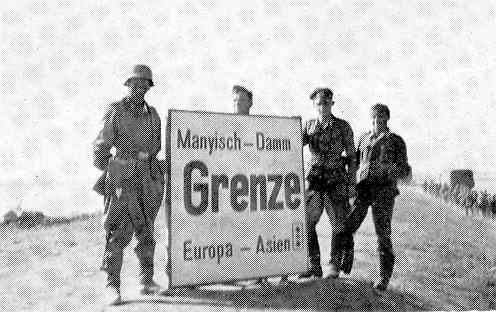 Manyisch – Damm
Grenze
Europa – Asien